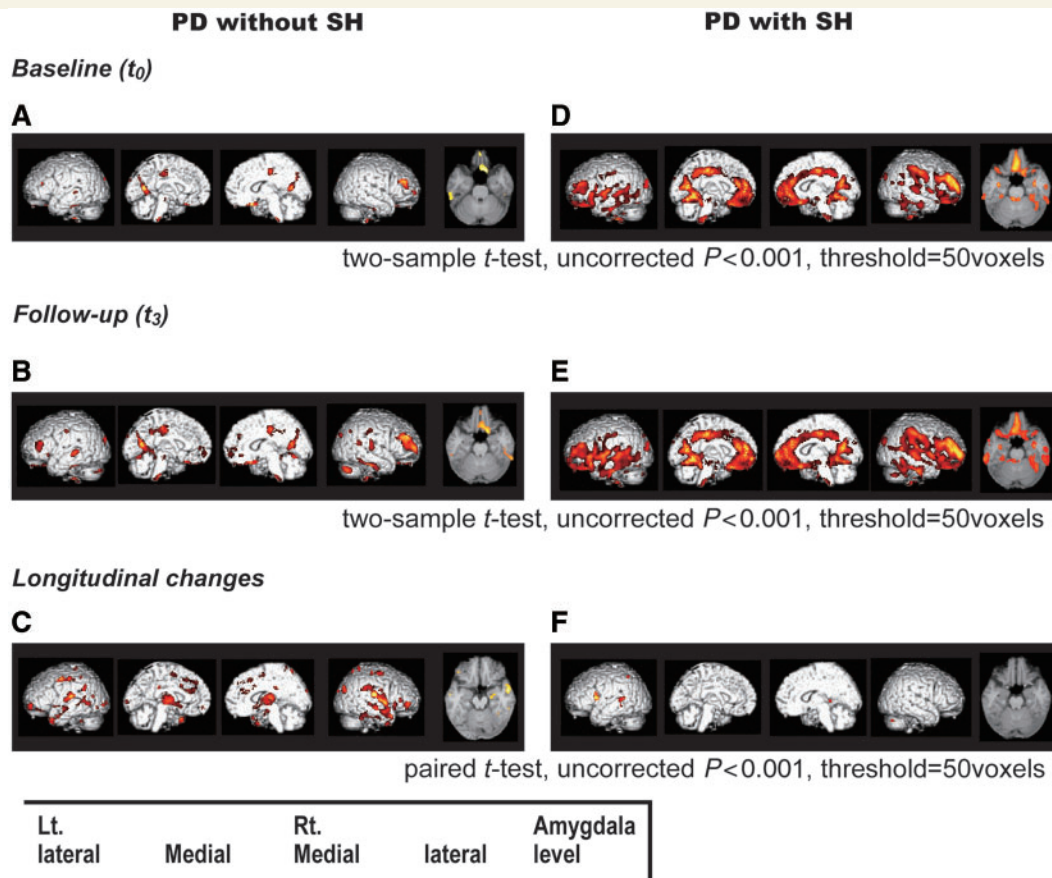 PD without SH
PD with SH
Baseline (t0)
A
D
two-sample t-test, uncorrected P<0.001, threshold=50voxels
Follow-up (t3)
B
E
two-sample t-test, uncorrected P<0.001, threshold=50voxels
Longitudinal changes
C
F
paired t-test, uncorrected P<0.001, threshold=50voxels
Lt. Rt. Amygdala
lateral Medial Medial lateral level